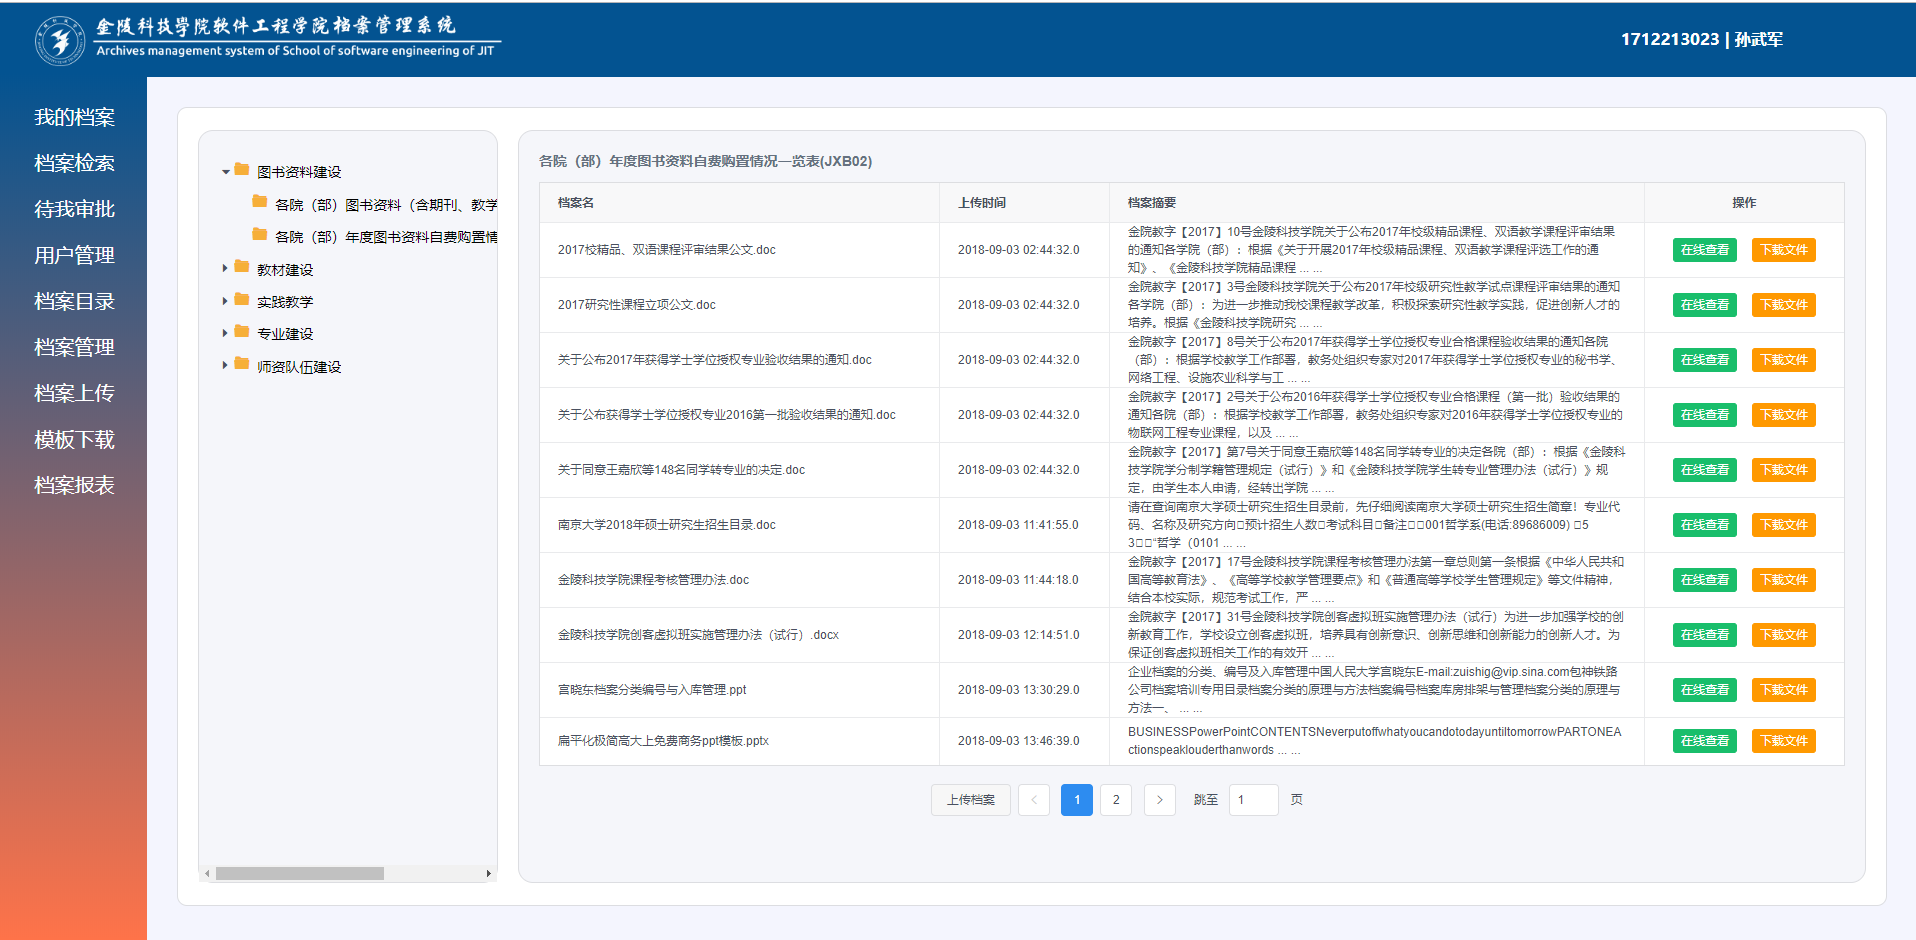 金陵科技學院软件工程学院档案管理系统
Archives management system of School of software engineering of JIT
1712213023 | 孙武军
我的档案
档案检索
待我审批
用户管理
档案目录
档案管理
档案上传
模板下载
档案报表
图书资料建设
各院（部）图书资料（含期刊、教学
各院（部）年度图书资料自费购置情
教材建设
实践教学
专业建设
师资队伍建设
各院（部）年度图书资料自费购置情况一览表(JXB02)
档案名 上传时间 档案摘要 操作
2017校精品、双语课程评审结果公文.doc 2018-09-03 02:44:32.0
金院教字【2017】10号金陵科技学院关于公布2017年校级精品课程、双语教学课程评审结果
的通知各学院（部）：根据《关于开展2017年校级精品课程、双语教学课程评选工作的通
知》、《金陵科技学院精品课程 ... ...
在线查看 下载文件
2017研究性课程立项公文.doc 2018-09-03 02:44:32.0
金院教字【2017】3号金陵科技学院关于公布2017年校级研究性教学试点课程评审结果的通知
各学院（部）：为进一步推动我校课程教学改革，积极探索研究性教学实践，促进创新人才的
培养。根据《金陵科技学院研究 ... ...
在线查看 下载文件
关于公布2017年获得学士学位授权专业验收结果的通知.doc 2018-09-03 02:44:32.0
金院教字【2017】8号关于公布2017年获得学士学位授权专业合格课程验收结果的通知各院
（部）：根据学校教学工作部署，教务处组织专家对2017年获得学士学位授权专业的秘书学、
网络工程、设施农业科学与工 ... ...
在线查看 下载文件
关于公布获得学士学位授权专业2016第一批验收结果的通知.doc 2018-09-03 02:44:32.0
金院教字【2017】2号关于公布2016年获得学士学位授权专业合格课程（第一批）验收结果的
通知各院（部）：根据学校教学工作部署，教务处组织专家对2016年获得学士学位授权专业的
物联网工程专业课程，以及 ... ...
在线查看 下载文件
关于同意王嘉欣等148名同学转专业的决定.doc 2018-09-03 02:44:32.0
金院教字【2017】第7号关于同意王嘉欣等148名同学转专业的决定各院（部）：根据《金陵科
技学院学分制学籍管理规定（试行）》和《金陵科技学院学生转专业管理办法（试行）》规
定，由学生本人申请，经转出学院 ... ...
在线查看 下载文件
南京大学2018年硕士研究生招生目录.doc 2018-09-03 11:41:55.0
请在查询南京大学硕士研究生招生目录前，先仔细阅读南京大学硕士研究生招生简章！专业代
码、名称及研究方向□预计招生人数□考试科目□备注□□001哲学系(电话:89686009) □5
3□□“哲学（0101 ... ...
在线查看 下载文件
金陵科技学院课程考核管理办法.doc 2018-09-03 11:44:18.0
金院教字【2017】17号金陵科技学院课程考核管理办法第一章总则第一条根据《中华人民共和
国高等教育法》、《高等学校教学管理要点》和《普通高等学校学生管理规定》等文件精神，
结合本校实际，规范考试工作，严 ... ...
在线查看 下载文件
金陵科技学院创客虚拟班实施管理办法（试行）.docx 2018-09-03 12:14:51.0
金院教字【2017】31号金陵科技学院创客虚拟班实施管理办法（试行）为进一步加强学校的创
新教育工作，学校设立创客虚拟班，培养具有创新意识、创新思维和创新能力的创新人才。为
保证创客虚拟班相关工作的有效开 ... ...
在线查看 下载文件
宫晓东档案分类编号与入库管理.ppt 2018-09-03 13:30:29.0
企业档案的分类、编号及入库管理中国人民大学宫晓东E-mail:zuishig@vip.sina.com包神铁路
公司档案培训专用目录档案分类的原理与方法档案编号档案库房排架与管理档案分类的原理与
方法一、 ... ...
在线查看 下载文件
扁平化极简高大上免费商务ppt模板.pptx 2018-09-03 13:46:39.0
BUSINESSPowerPointCONTENTSNeverputoffwhatyoucandotodayuntiltomorrowPARTONEA
ctionspeaklouderthanwords ... ...
在线查看 下载文件
上传档案 1 2 跳至 1 页